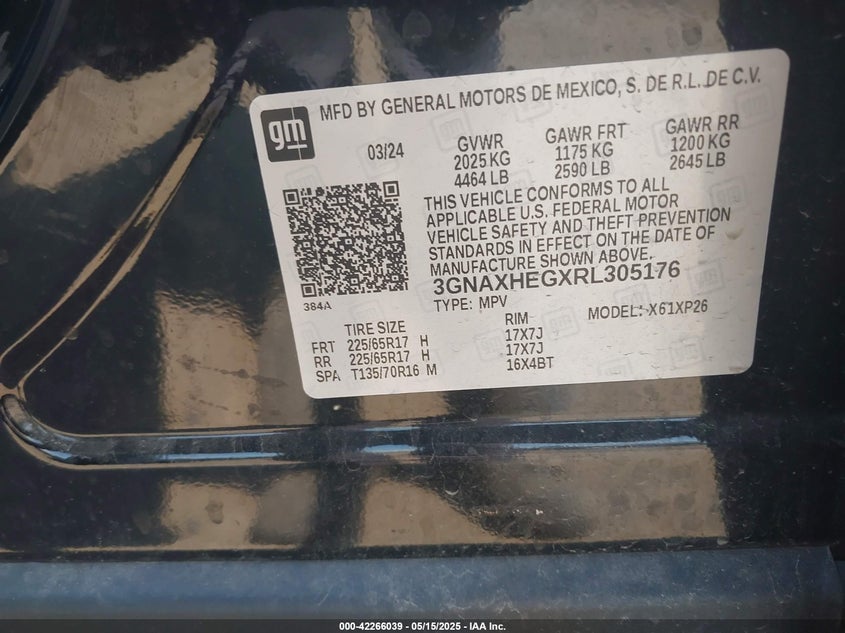 gm
MFD BY GENERAL MOTORS DE MEXICO, S. DE R.L. DE C.V.
03/24
GVWR GAWR FRT GAWR RR
2025 KG 1175 KG 1200 KG
4464 LB 2590 LB 2645 LB
THIS VEHICLE CONFORMS TO ALL
APPLICABLE U.S. FEDERAL MOTOR
VEHICLE SAFETY AND THEFT PREVENTION
STANDARDS IN EFFECT ON THE DATE OF
MANUFACTURE SHOWN ABOVE.
3GNAXHEGXRL305176
384A
TYPE: MPV MODEL: -X61XP26
TIRE SIZE RIM
FRT 225/65R17 H 17X7J
RR 225/65R17 H 17X7J
SPA T135/70R16 M 16X4BT
000-42266039 - 05/15/2025 - IAA Inc.